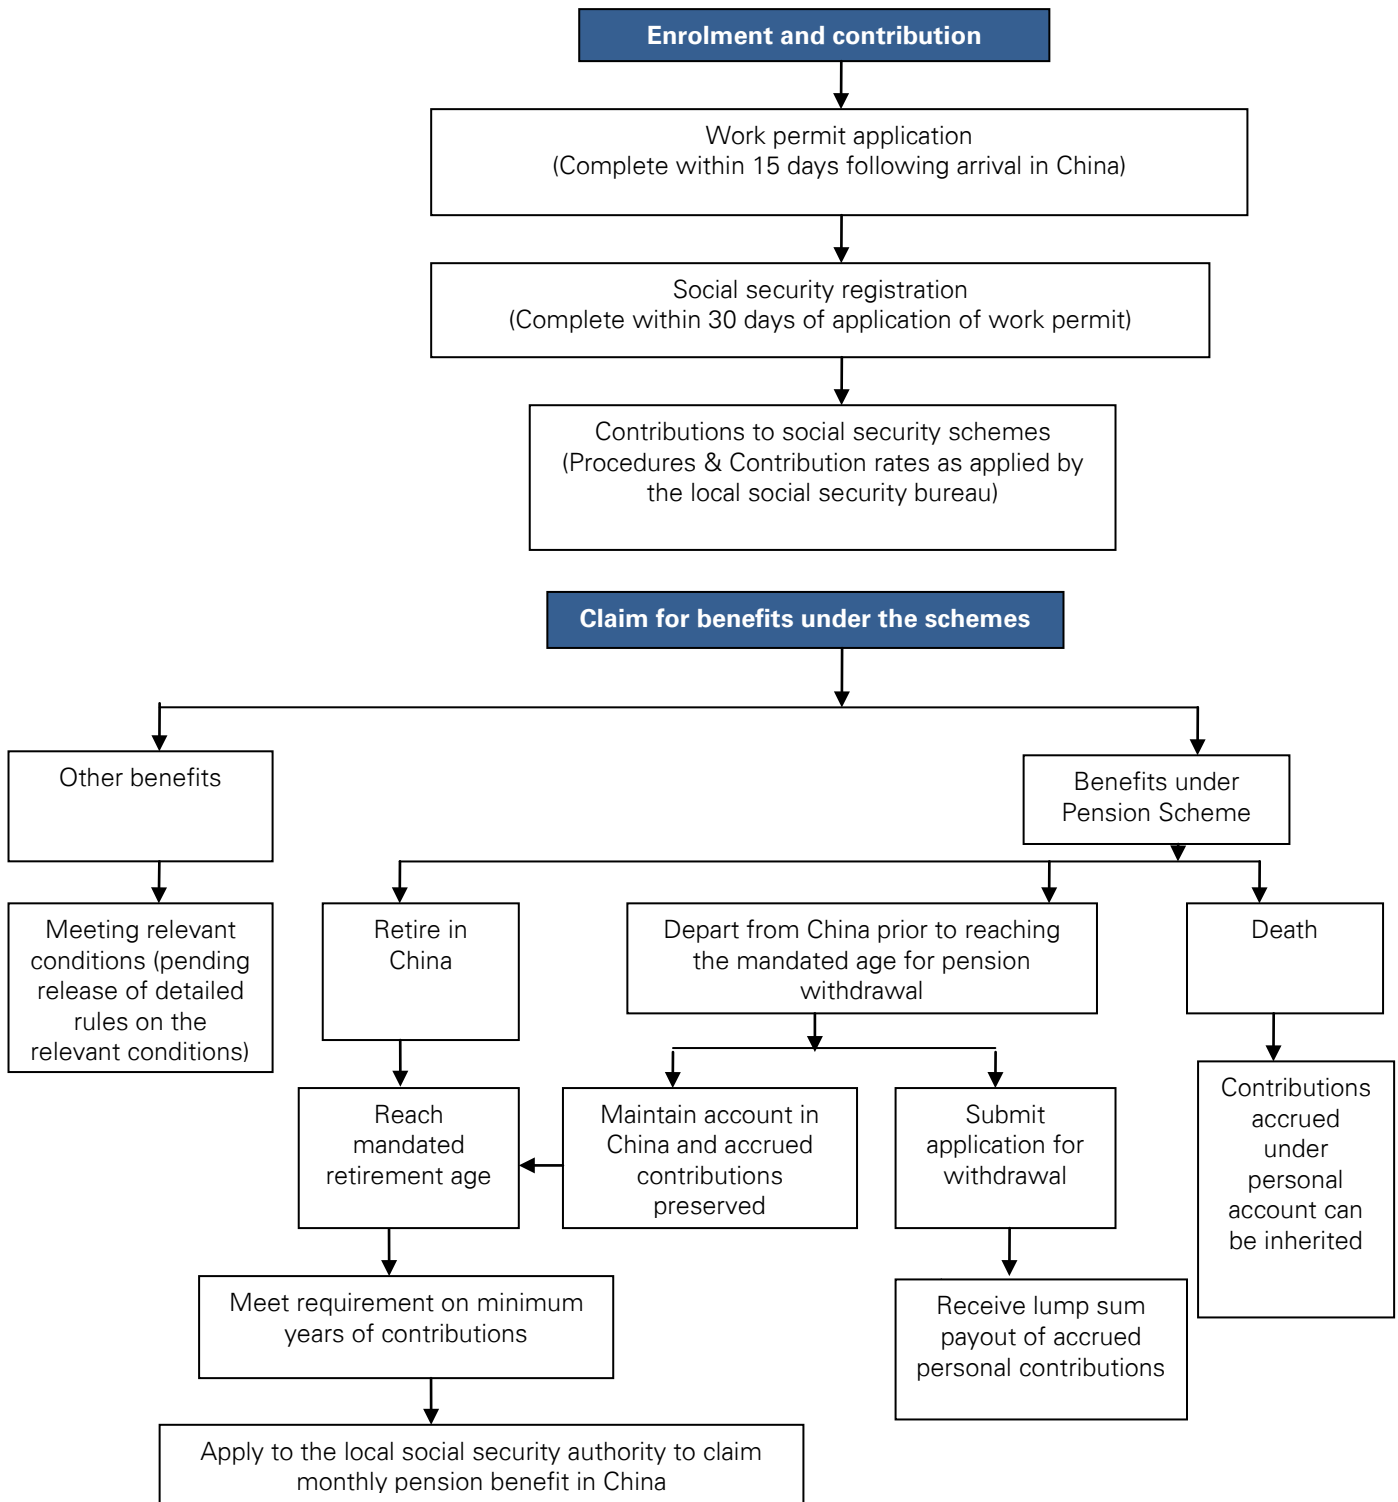 Enrolment and contribution
Work permit application
(Complete within 15 days following arrival in China)
Social security registration
(Complete within 30 days of application of work permit)
Contributions to social security schemes
(Procedures & Contribution rates as applied by
the local social security bureau)
Claim for benefits under the schemes
Other benefits
Benefits under
Pension Scheme
Meeting relevant
conditions (pending
release of detailed
rules on the
relevant conditions)
Retire in
China
Depart from China prior to reaching
the mandated age for pension
withdrawal
Death
Reach
mandated
retirement age
Maintain account in
China and accrued
contributions
preserved
Submit
application for
withdrawal
Contributions
accrued
under
personal
account can
be inherited
Meet requirement on minimum
years of contributions
Receive lump sum
payout of accrued
personal contributions
Apply to the local social security authority to claim
monthly pension benefit in China